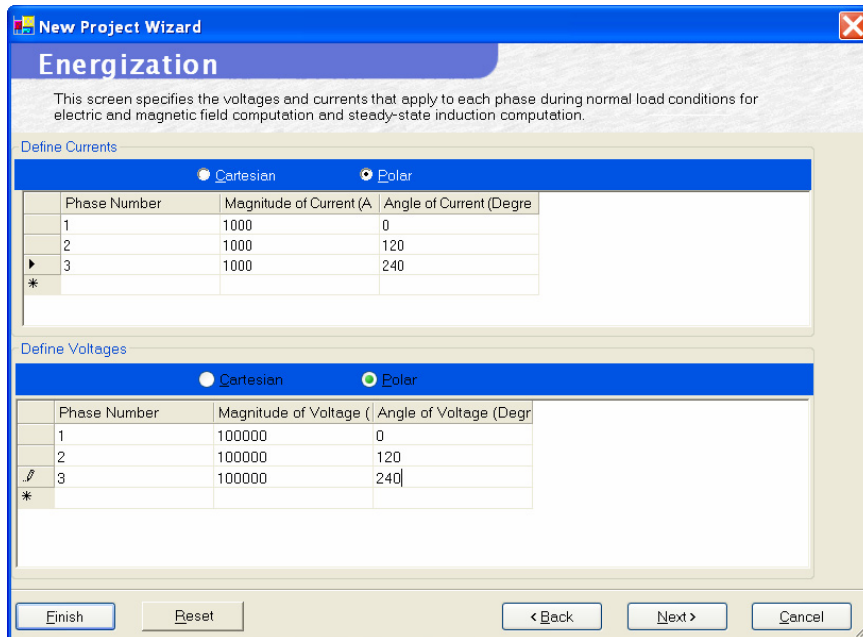 New Project Wizard
Energization
This screen specifies the voltages and currents that apply to each phase during normal load conditions for
electric and magnetic field computation and steady-state induction computation.
Define Currents
Cartesian Polar
Phase Number Magnitude of Current (A Angle of Current (Degre
1 1000 0
2 1000 120
3 1000 240
Define Voltages
Cartesian Polar
Phase Number Magnitude of Voltage ( Angle of Voltage (Degr
1 100000 0
2 100000 120
3 100000 240
Finish Reset < Back Next > Cancel